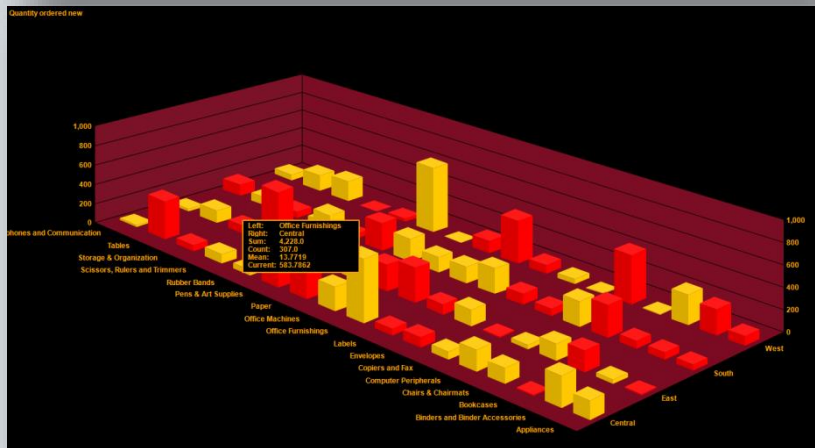 Quantity ordered new
1,000
800
600
400
200
0
phones and Communication
Tables
Storage & Organization
Scissors, Rulers and Trimmers
Rubber Bands
Pens & Art Supplies
Paper
Office Machines
Office Furnishings
Labels
Envelopes
Copiers and Fax
Computer Peripherals
Chairs & Chairmats
Bookcases
Binders and Binder Accessories
Appliances
Left: Office Furnishings
Right: Central
Sum: 4,228.0
Count: 307.0
Mean: 13.7719
Current: 583.7862
1,000
800
600
400
200
0
West
South
East
Central